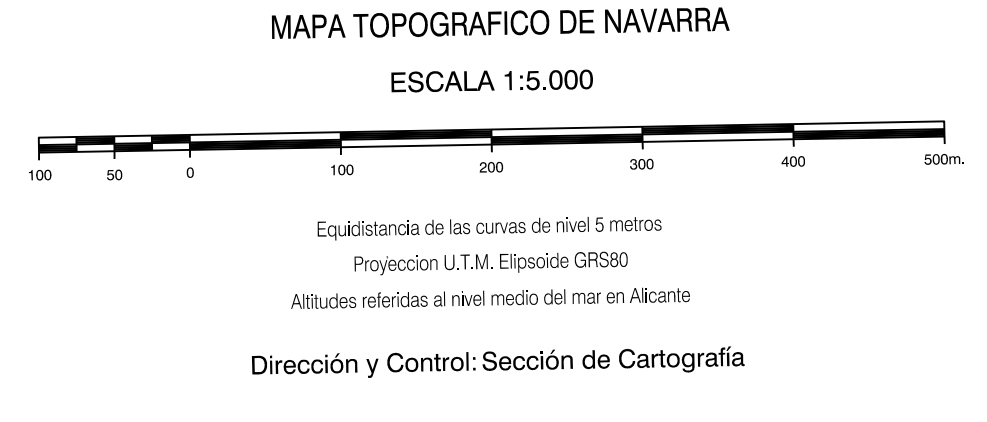 MAPA TOPOGRAFICO DE NAVARRA
ESCALA 1:5.000
100 50 0 100 200 300 400 500m.
Equidistancia de las curvas de nivel 5 metros
Proyeccion U.T.M. Elipsoide GRS80
Altitudes referidas al nivel medio del mar en Alicante
Dirección y Control: Sección de Cartografía